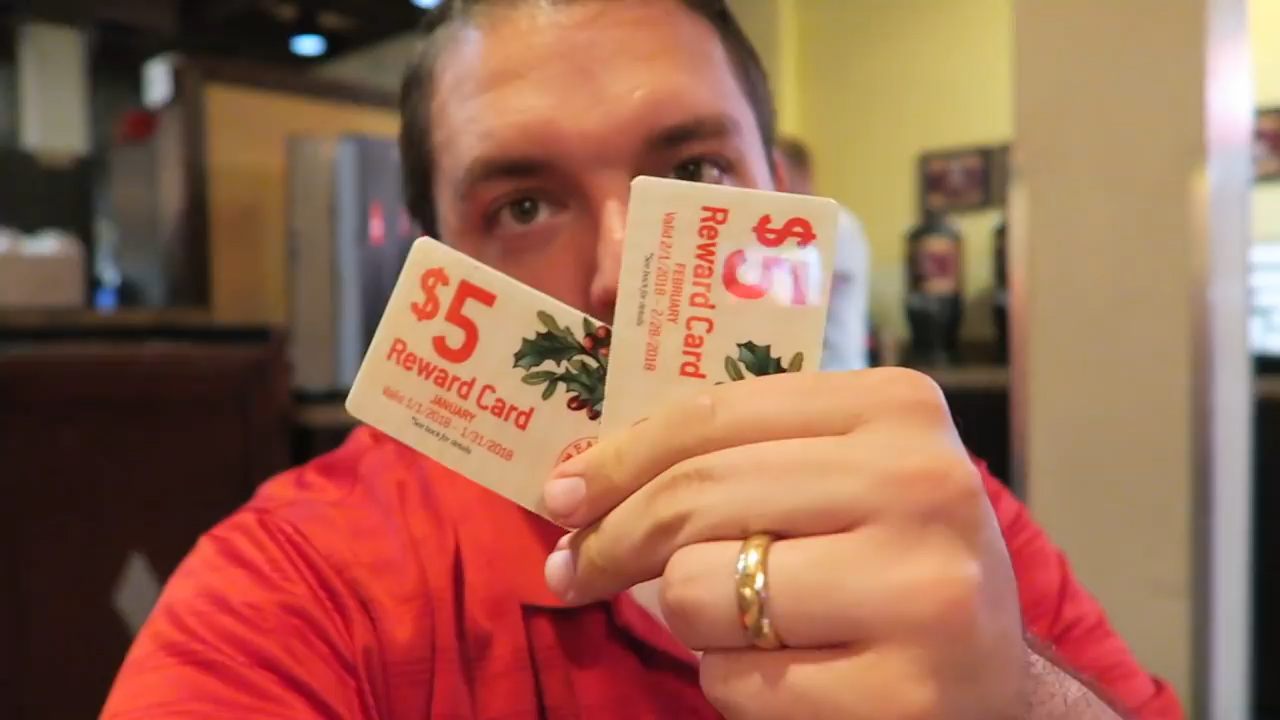 $5
Reward Card
JANUARY
Valid 1/1/2018 - 1/31/2018
*See back for details
$5
Reward Card
FEBRUARY
Valid 2/1/2018 - 2/28/2018
*See back for details